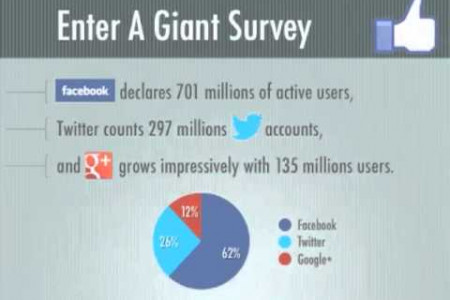 Enter A Giant Survey
facebook declares 701 millions of active users,
Twitter counts 297 millions accounts,
and g+ grows impressively with 135 millions users.
12%
26%
62%
Facebook
Twitter
Google+